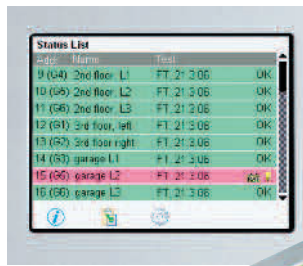 Status List
Addr. Name Test
9 (G4) 2nd floor, L1 FT, 21.3.06 OK
10 (G5) 2nd floor, L2 FT, 21.3.06 OK
11 (G6) 2nd floor, L3 FT, 21.3.06 OK
12 (G1) 3rd floor, left FT, 21.3.06 OK
13 (G2) 3rd floor right FT, 21.3.06 OK
14 (G3) garage L1 FT, 21.3.06 OK
15 (G6) garage L2 FT, 21.3.06
16 (G6) garage L3 FT, 21.3.06 OK